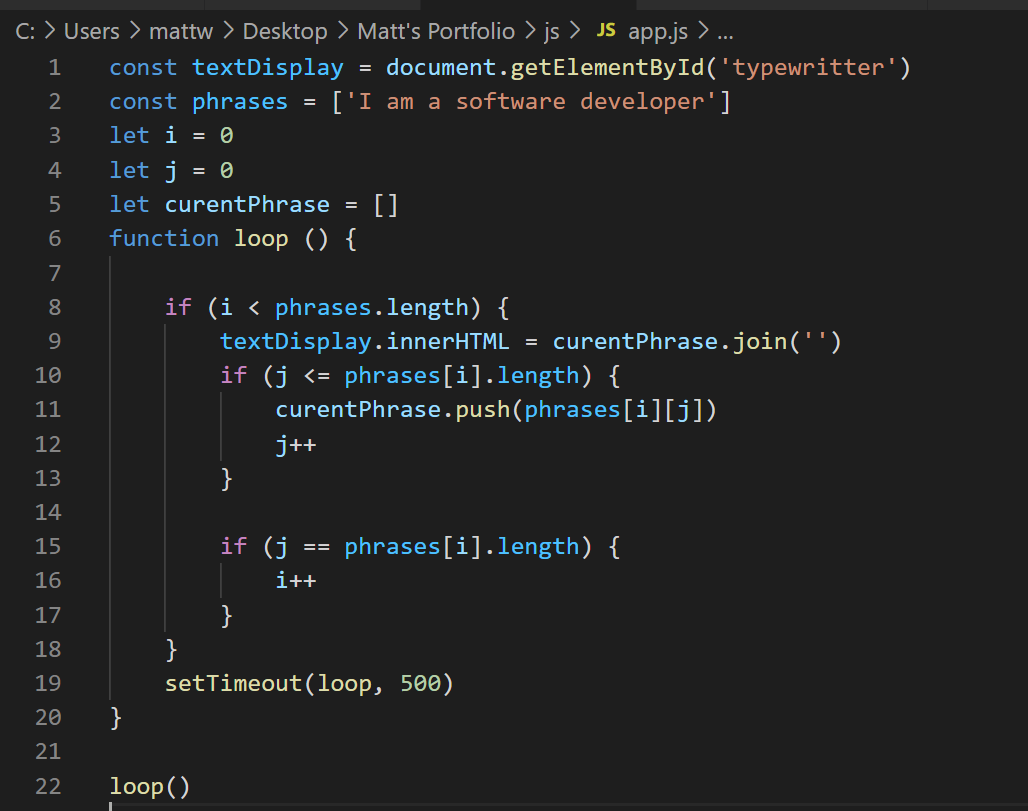 C: > Users > mattw > Desktop > Matt's Portfolio > js > JS app.js > ...
1 const textDisplay = document.getElementById('typewritter')
2 const phrases = ['I am a software developer']
3 let i = 0
4 let j = 0
5 let curentPhrase = []
6 function loop () {
7
8 if (i < phrases.length) {
9 textDisplay.innerHTML = curentPhrase.join('')
10 if (j <= phrases[i].length) {
11 curentPhrase.push(phrases[i][j])
12 j++
13 }
14
15 if (j == phrases[i].length) {
16 i++
17 }
18 }
19 setTimeout(loop, 500)
20 }
21
22 loop()